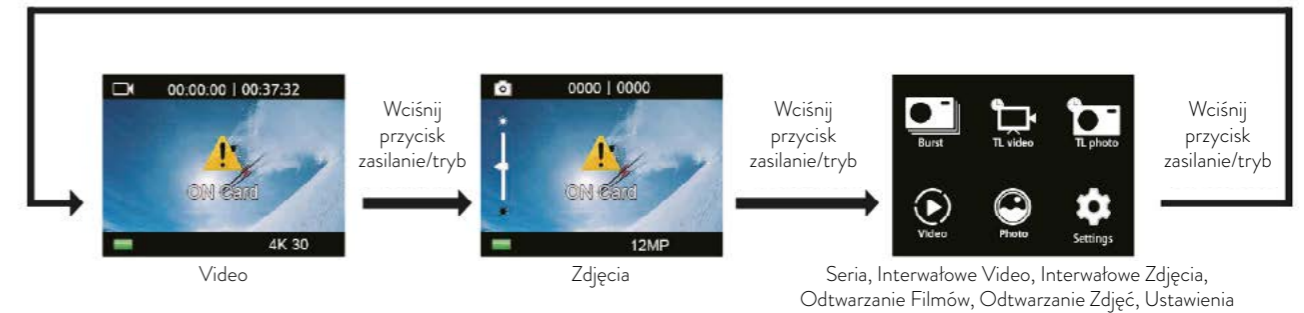 00:00:00 | 00:37:32
ON Card
4K 30
Video
Wciśnij
przycisk
zasilanie/tryb
0000 | 0000
ON Card
12MP
Zdjęcia
Wciśnij
przycisk
zasilanie/tryb
Burst
TL video
TL photo
Video
Photo
Settings
Seria, Interwałowe Video, Interwałowe Zdjęcia,
Odtwarzanie Filmów, Odtwarzanie Zdjęć, Ustawienia
Wciśnij
przycisk
zasilanie/tryb